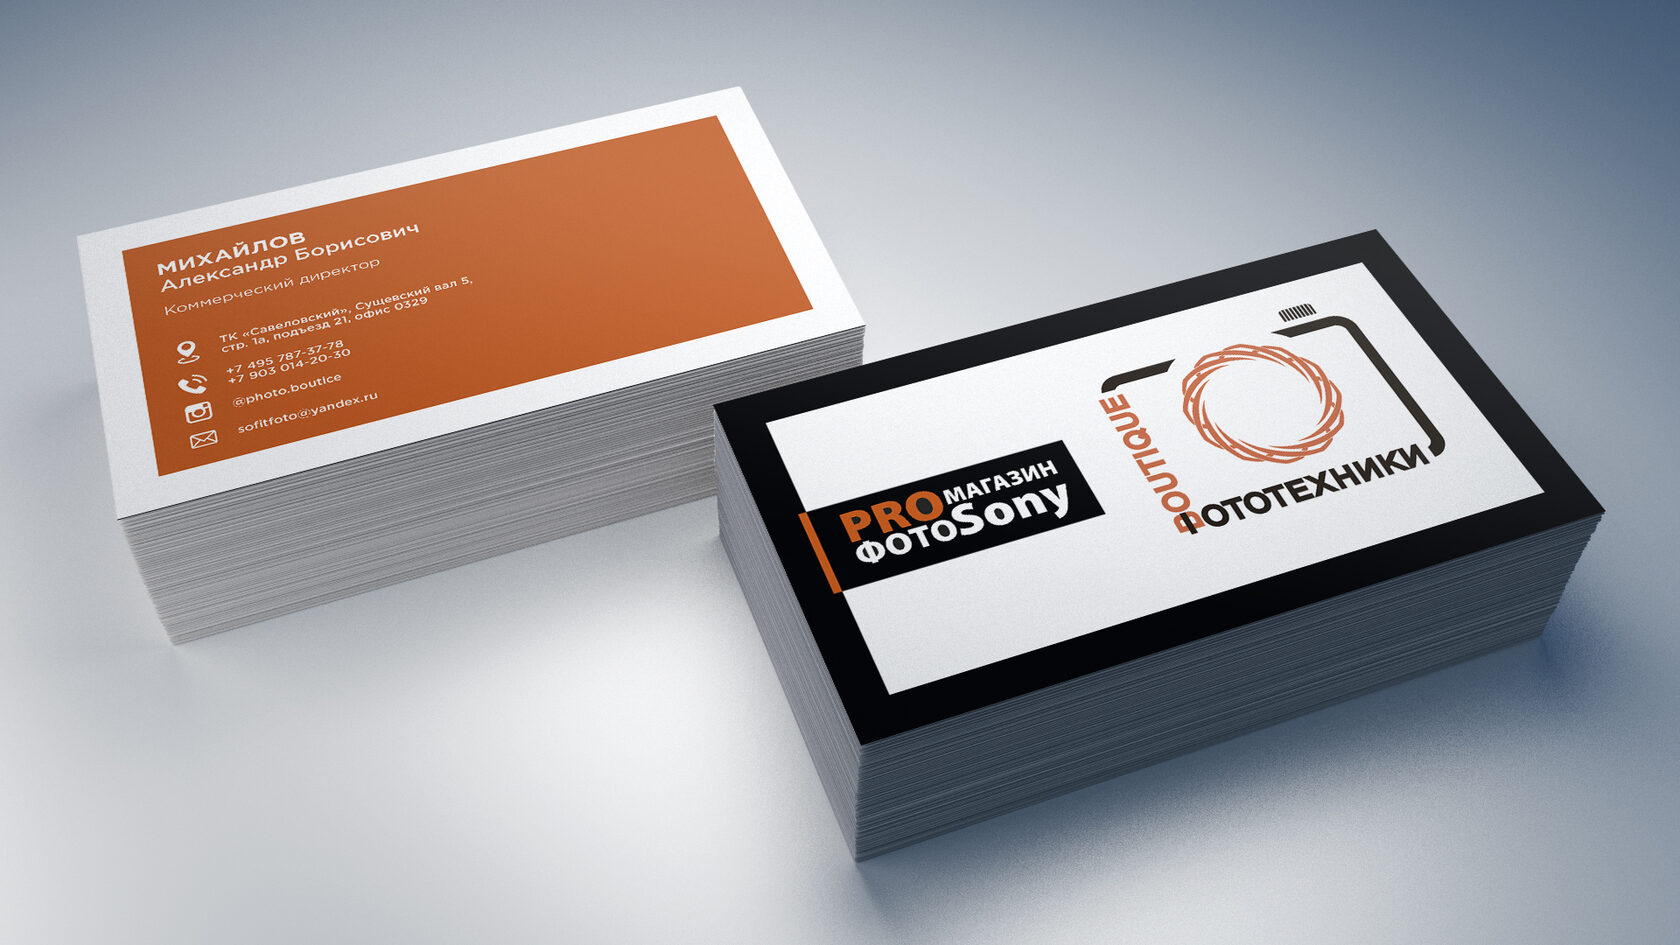 МИХАЙЛОВ
Александр Борисович
Коммерческий директор
ТК «Савеловский», Сущевский вал 5,
стр. 1а, подъезд 21, офис 0329
+7 495 787-37-78
+7 903 014-20-30
@photo.boutice
sofitfoto@yandex.ru
PRO МАГАЗИН
ФОТО Sony
BOUTIQUE
ФОТОТЕХНИКИ